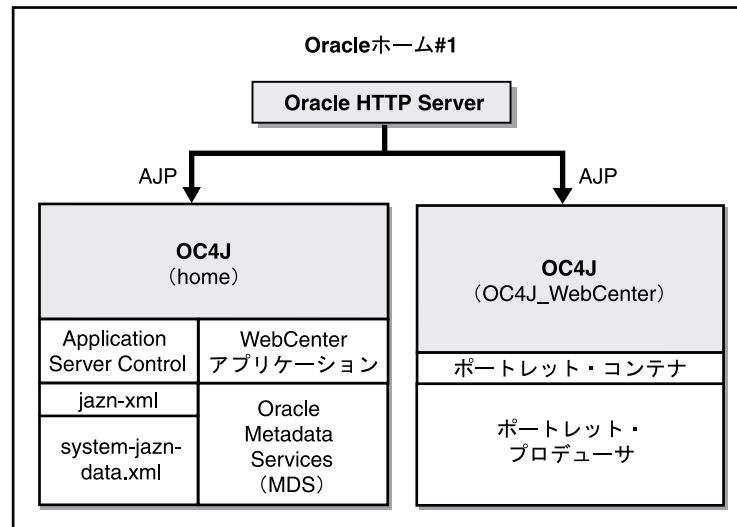 Oracleホーム#1
Oracle HTTP Server
AJP
AJP
OC4J
（home）
Application
Server Control
WebCenter
アプリケーション
jazn-xml
system-jazn-
data.xml
Oracle
Metadata
Services
（MDS）
OC4J
（OC4J_WebCenter）
ポートレット・コンテナ
ポートレット・
プロデューサ